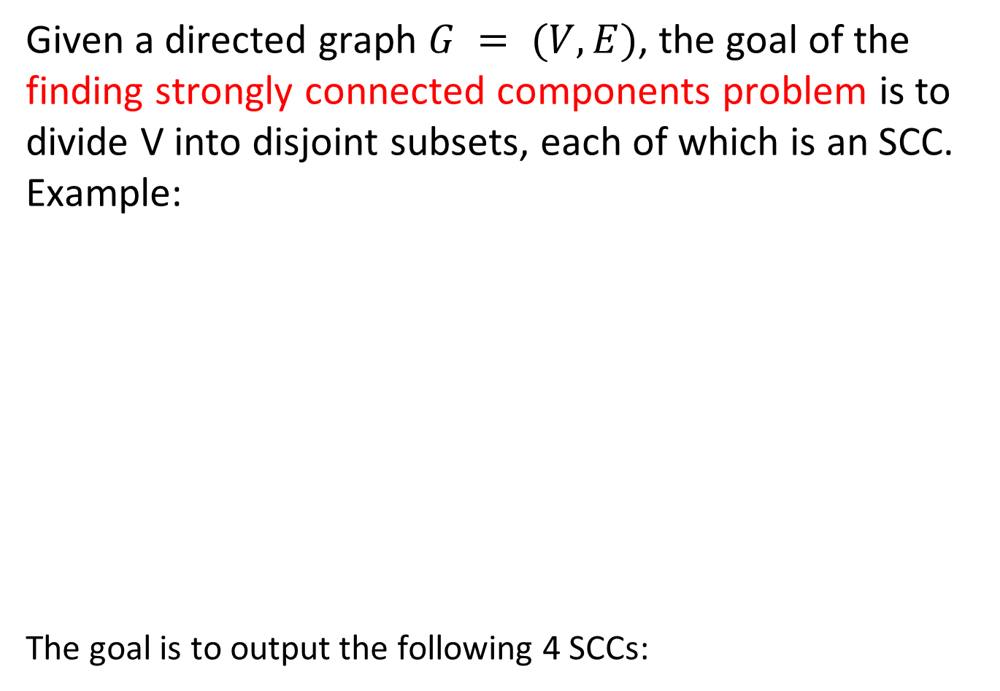 Given a directed graph G = (V, E), the goal of the
finding strongly connected components problem is to
divide V into disjoint subsets, each of which is an SCC.
Example:
The goal is to output the following 4 SCCs: